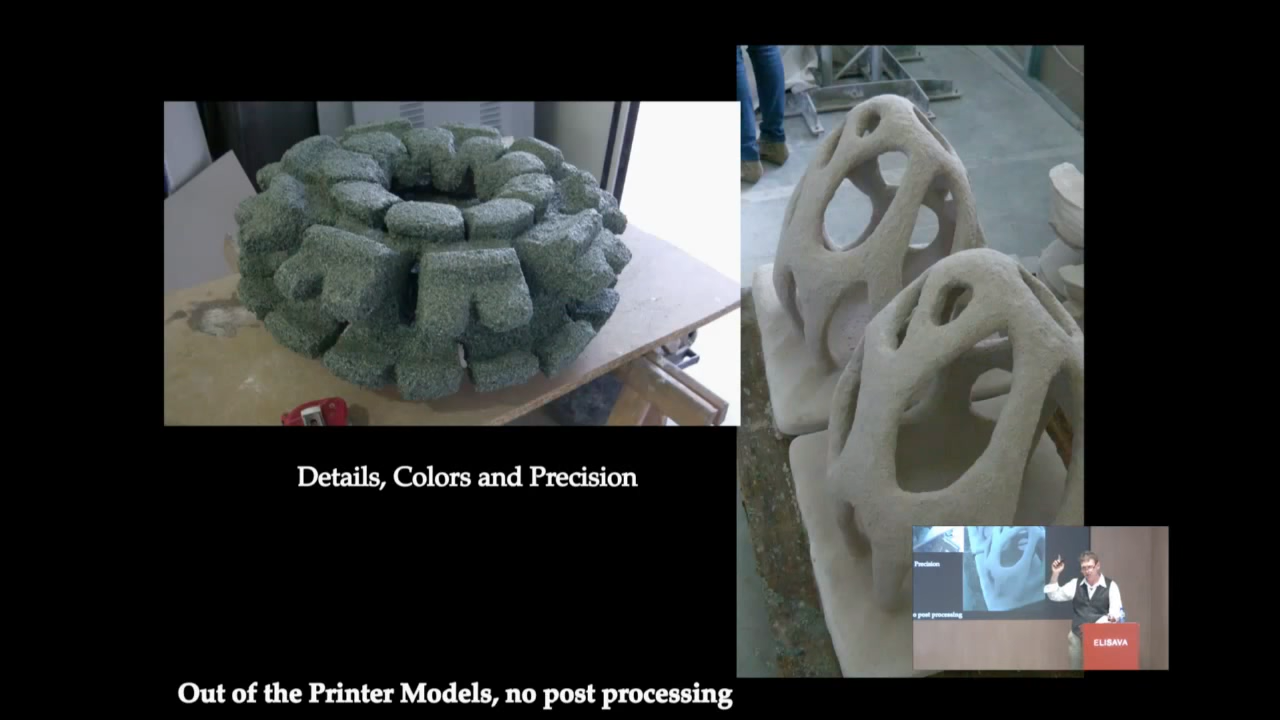 Details, Colors and Precision
Out of the Printer Models, no post processing
Precision
no post processing
ELISAVA